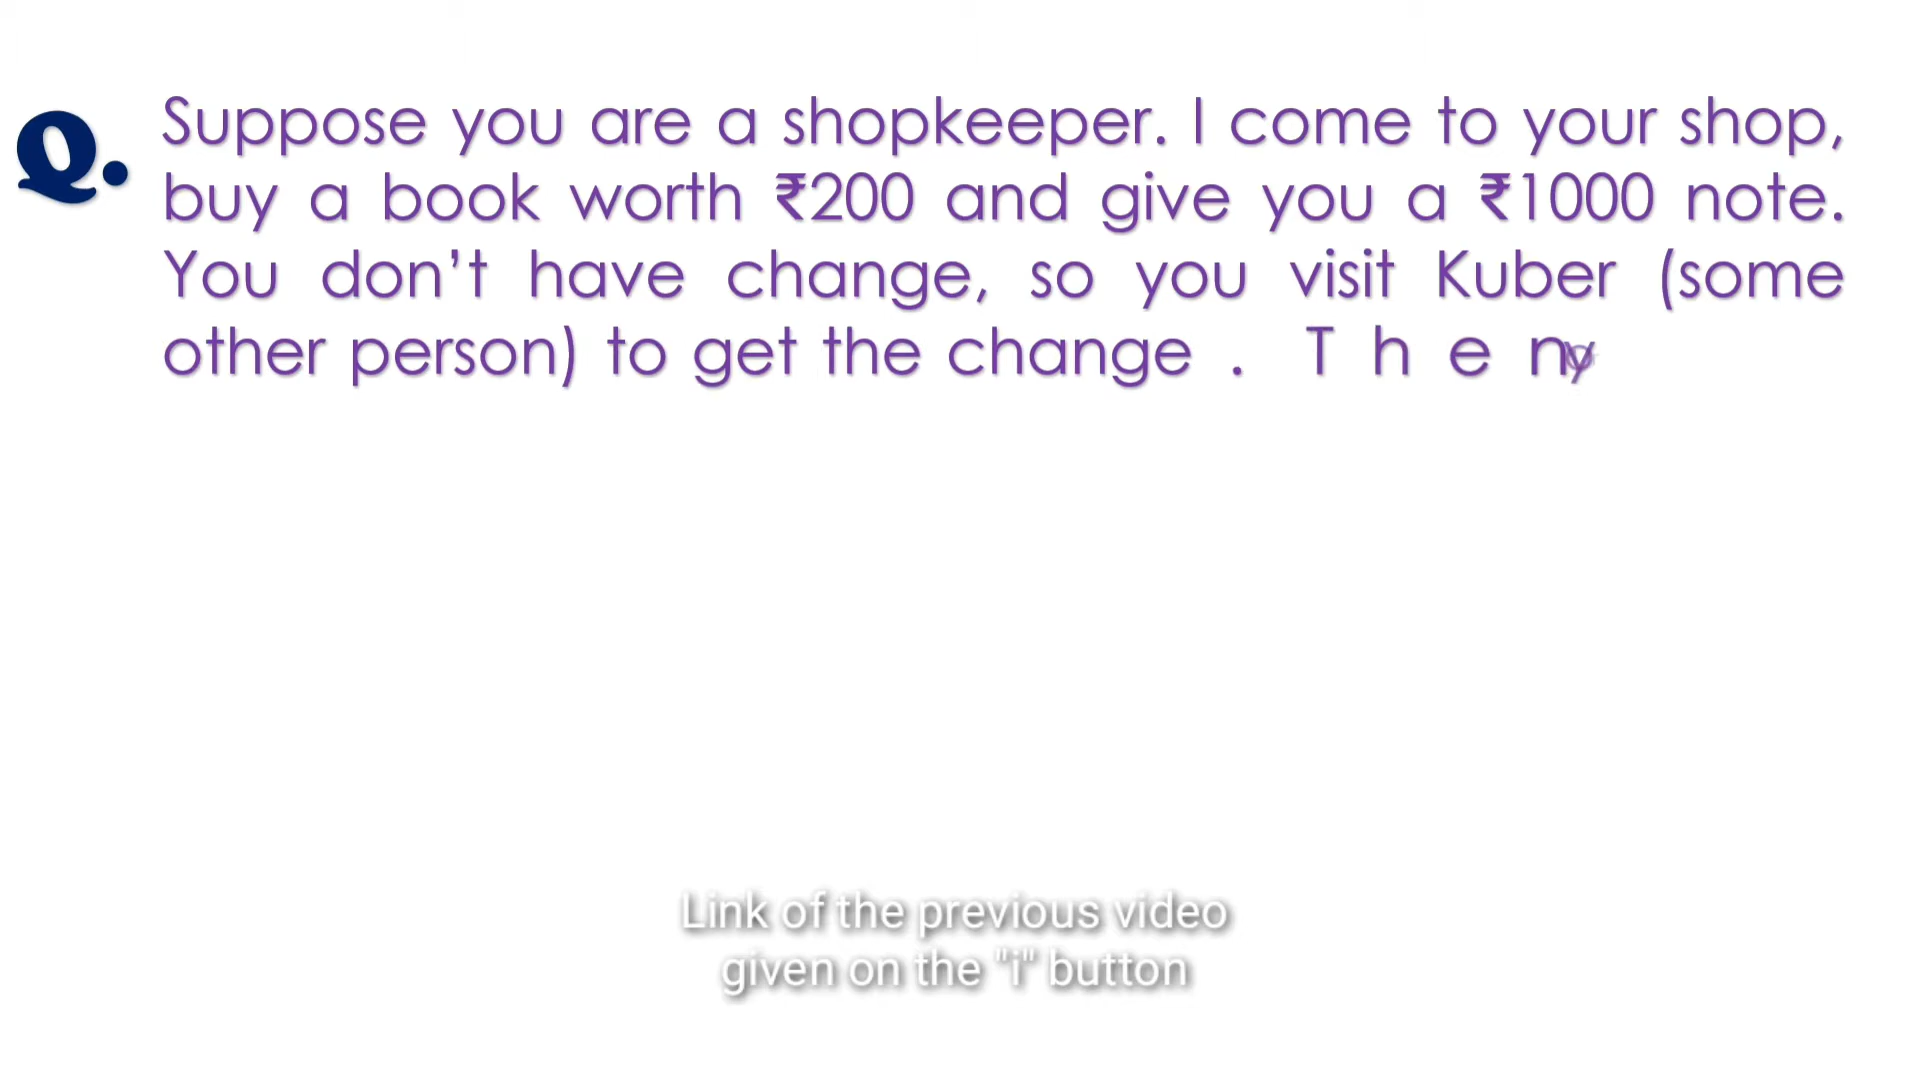 Q. Suppose you are a shopkeeper. I come to your shop,
buy a book worth ₹200 and give you a ₹1000 note.
You don’t have change, so you visit Kuber (some
other person) to get the change . Then
Link of the previous video
given on the "i" button